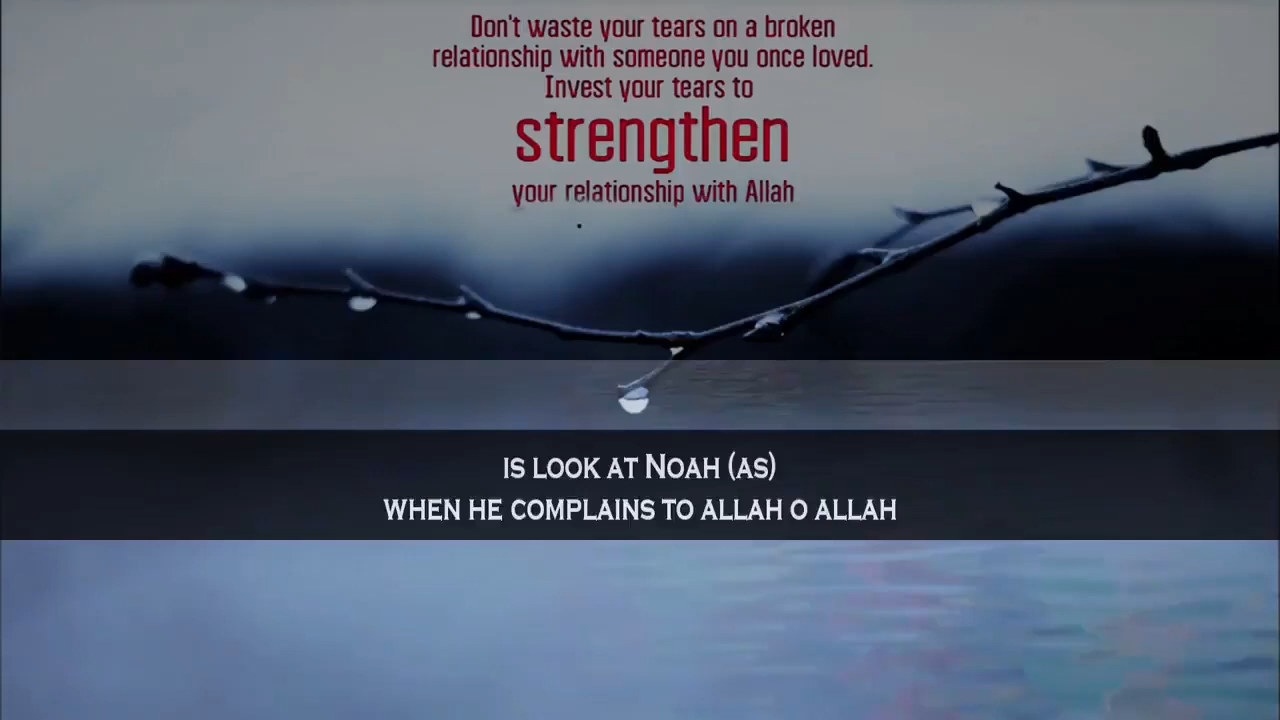 Don't waste your tears on a broken
relationship with someone you once loved.
Invest your tears to
strengthen
your relationship with Allah
IS LOOK AT NOAH (AS)
WHEN HE COMPLAINS TO ALLAH O ALLAH